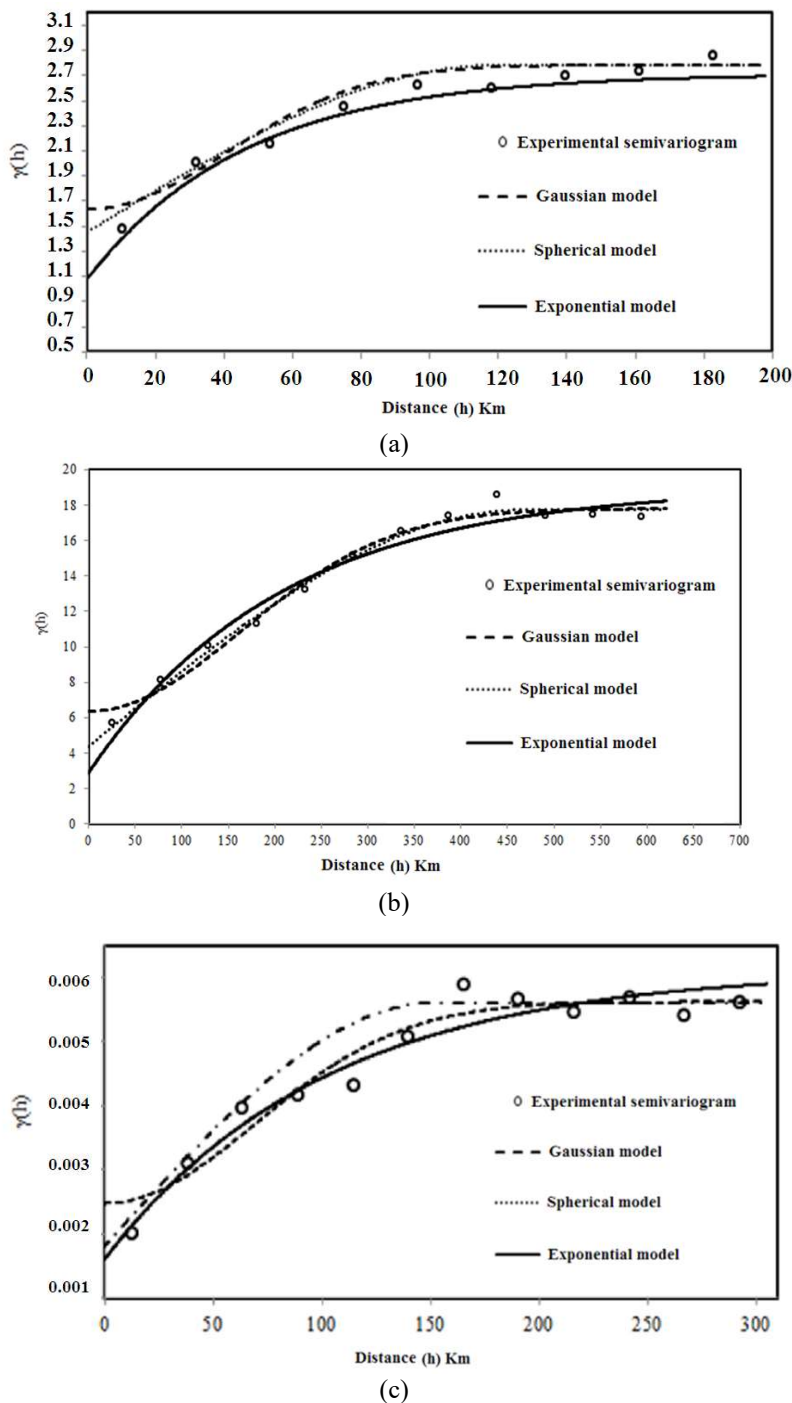 3.1
2.9
2.7
2.5
2.3
2.1
1.9
1.7
1.5
1.3
1.1
0.9
0.7
0.5
γ(h)
Experimental semivariogram
Gaussian model
Spherical model
Exponential model
0 20 40 60 80 100 120 140 160 180 200
Distance (h) Km
(a)
20
18
16
14
12
10
8
6
4
2
0
γ(h)
Experimental semivariogram
Gaussian model
Spherical model
Exponential model
0 50 100 150 200 250 300 350 400 450 500 550 600 650 700
Distance (h) Km
(b)
0.006
0.005
0.004
0.003
0.002
0.001
γ(h)
Experimental semivariogram
Gaussian model
Spherical model
Exponential model
0 50 100 150 200 250 300
Distance (h) Km
(c)